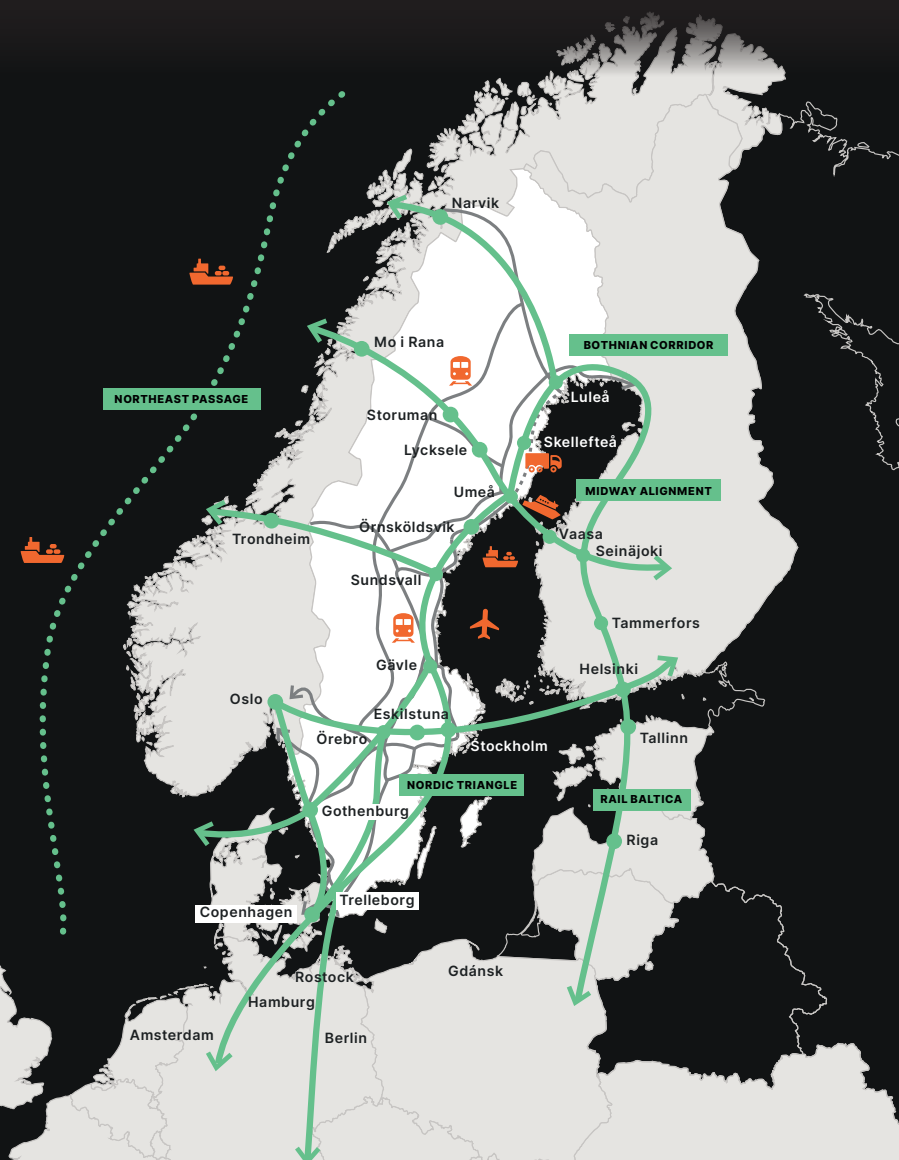 Narvik
BOTHNIAN CORRIDOR
Mo i Rana
NORTHEAST PASSAGE
Luleå
Storuman
Skellefteå
Lycksele
Umeå
MIDWAY ALIGNMENT
Örnsköldsvik
Vaasa
Trondheim
Seinäjoki
Sundsvall
Tammerfors
Gävle
Helsinki
Oslo
Eskilstuna
Örebro
Stockholm
Tallinn
NORDIC TRIANGLE
RAIL BALTICA
Gothenburg
Riga
Trelleborg
Copenhagen
Gdánsk
Rostock
Hamburg
Amsterdam
Berlin